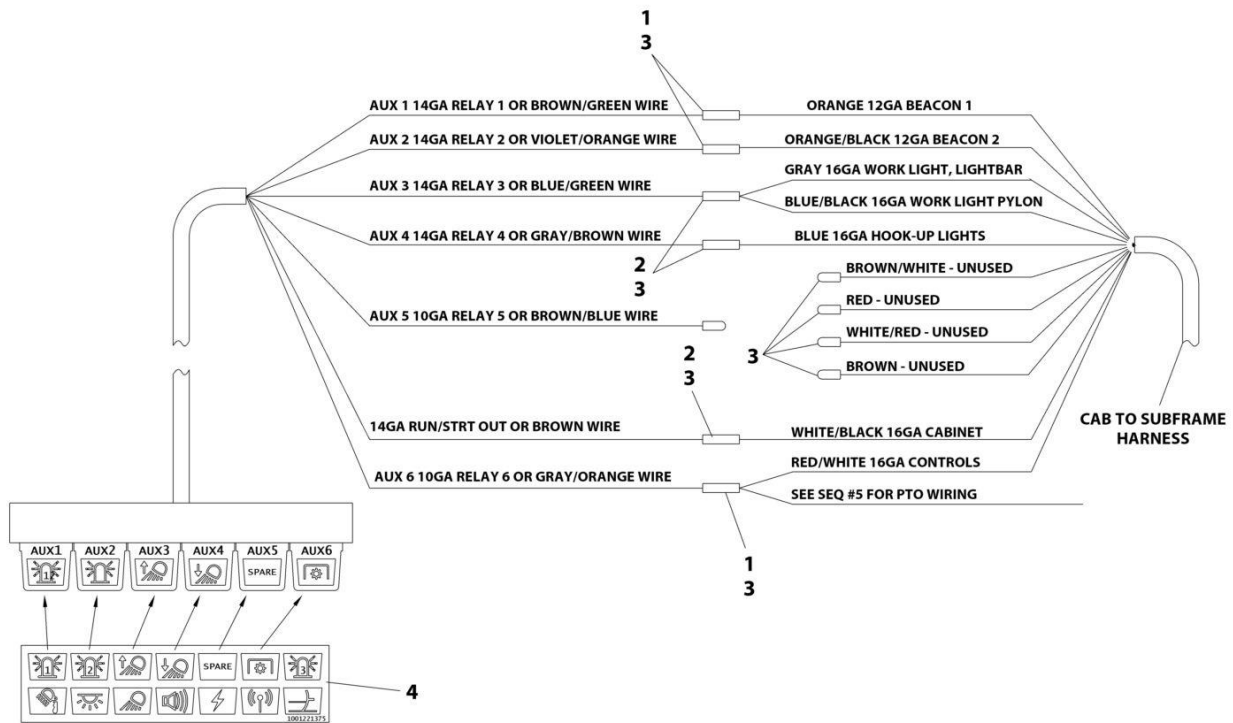 1
3
AUX 1 14GA RELAY 1 OR BROWN/GREEN WIRE
ORANGE 12GA BEACON 1
AUX 2 14GA RELAY 2 OR VIOLET/ORANGE WIRE
ORANGE/BLACK 12GA BEACON 2
GRAY 16GA WORK LIGHT, LIGHTBAR
AUX 3 14GA RELAY 3 OR BLUE/GREEN WIRE
BLUE/BLACK 16GA WORK LIGHT PYLON
AUX 4 14GA RELAY 4 OR GRAY/BROWN WIRE
BLUE 16GA HOOK-UP LIGHTS
2
3
BROWN/WHITE - UNUSED
RED - UNUSED
AUX 5 10GA RELAY 5 OR BROWN/BLUE WIRE
WHITE/RED - UNUSED
2
3
3
BROWN - UNUSED
CAB TO SUBFRAME
HARNESS
14GA RUN/STRT OUT OR BROWN WIRE
WHITE/BLACK 16GA CABINET
RED/WHITE 16GA CONTROLS
AUX 6 10GA RELAY 6 OR GRAY/ORANGE WIRE
SEE SEQ #5 FOR PTO WIRING
1
3
AUX1 AUX2 AUX3 AUX4 AUX5 AUX6
SPARE
1 2 SPARE 3
4
1001221375